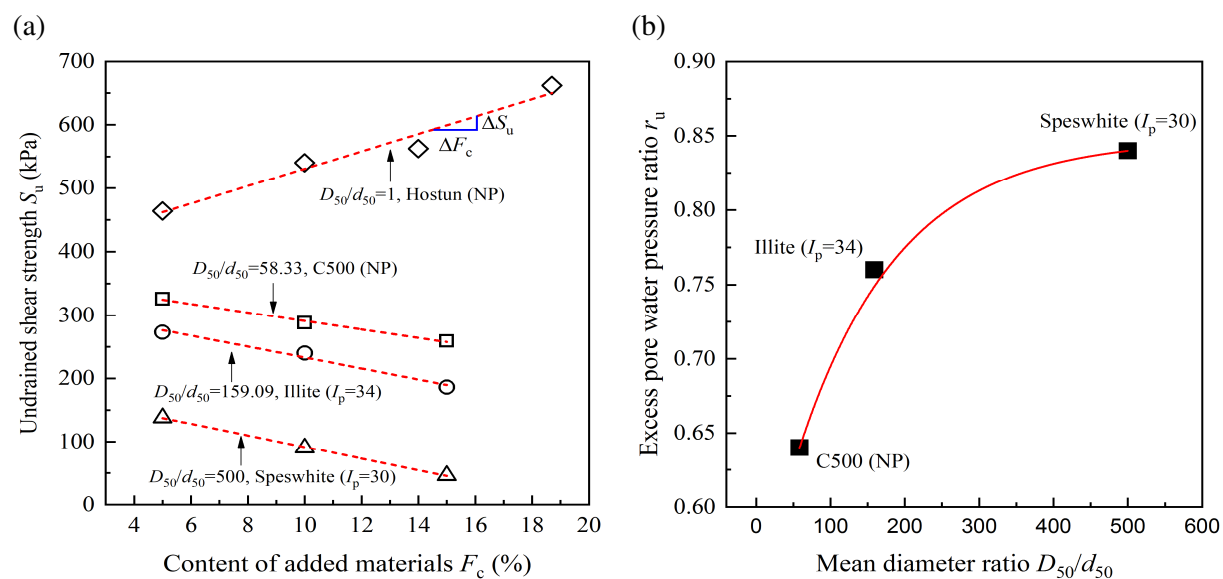 (a)
700
600
500
400
300
200
100
0
4
6
8
10
12
14
16
18
20
Undrained shear strength Su (kPa)
Content of added materials Fc (%)
ΔSu
ΔFc
D50/d50=1, Hostun (NP)
D50/d50=58.33, C500 (NP)
D50/d50=159.09, Illite (Ip=34)
D50/d50=500, Speswhite (Ip=30)
(b)
0.90
0.85
0.80
0.75
0.70
0.65
0.60
0
100
200
300
400
500
600
Excess pore water pressure ratio ru
Mean diameter ratio D50/d50
Speswhite (Ip=30)
Illite (Ip=34)
C500 (NP)